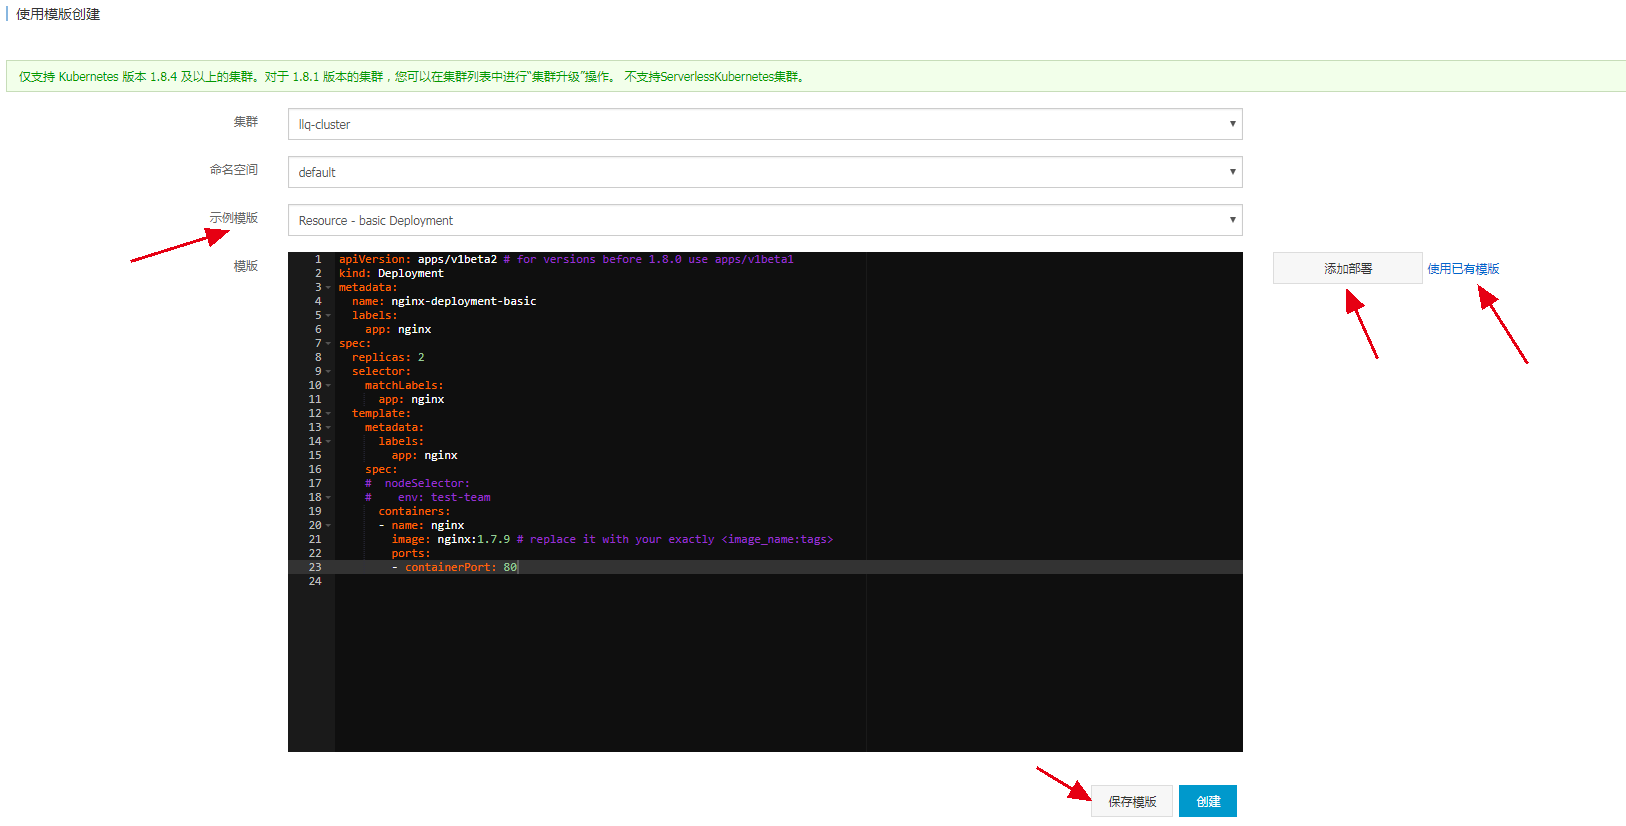 使用模版创建
仅支持 Kubernetes 版本 1.8.4 及以上的集群。对于 1.8.1 版本的集群，您可以在集群列表中进行“集群升级”操作。 不支持ServerlessKubernetes集群。
集群
llq-cluster
命名空间
default
示例模版
Resource - basic Deployment
模版
1 apiVersion: apps/v1beta2 # for versions before 1.8.0 use apps/v1beta1
2 kind: Deployment
3 metadata:
4   name: nginx-deployment-basic
5   labels:
6     app: nginx
7 spec:
8   replicas: 2
9   selector:
10     matchLabels:
11       app: nginx
12   template:
13     metadata:
14       labels:
15         app: nginx
16     spec:
17     #  nodeSelector:
18     #    env: test-team
19       containers:
20       - name: nginx
21         image: nginx:1.7.9 # replace it with your exactly <image_name:tags>
22         ports:
23         - containerPort: 80
24
添加部署
使用已有模版
保存模版
创建